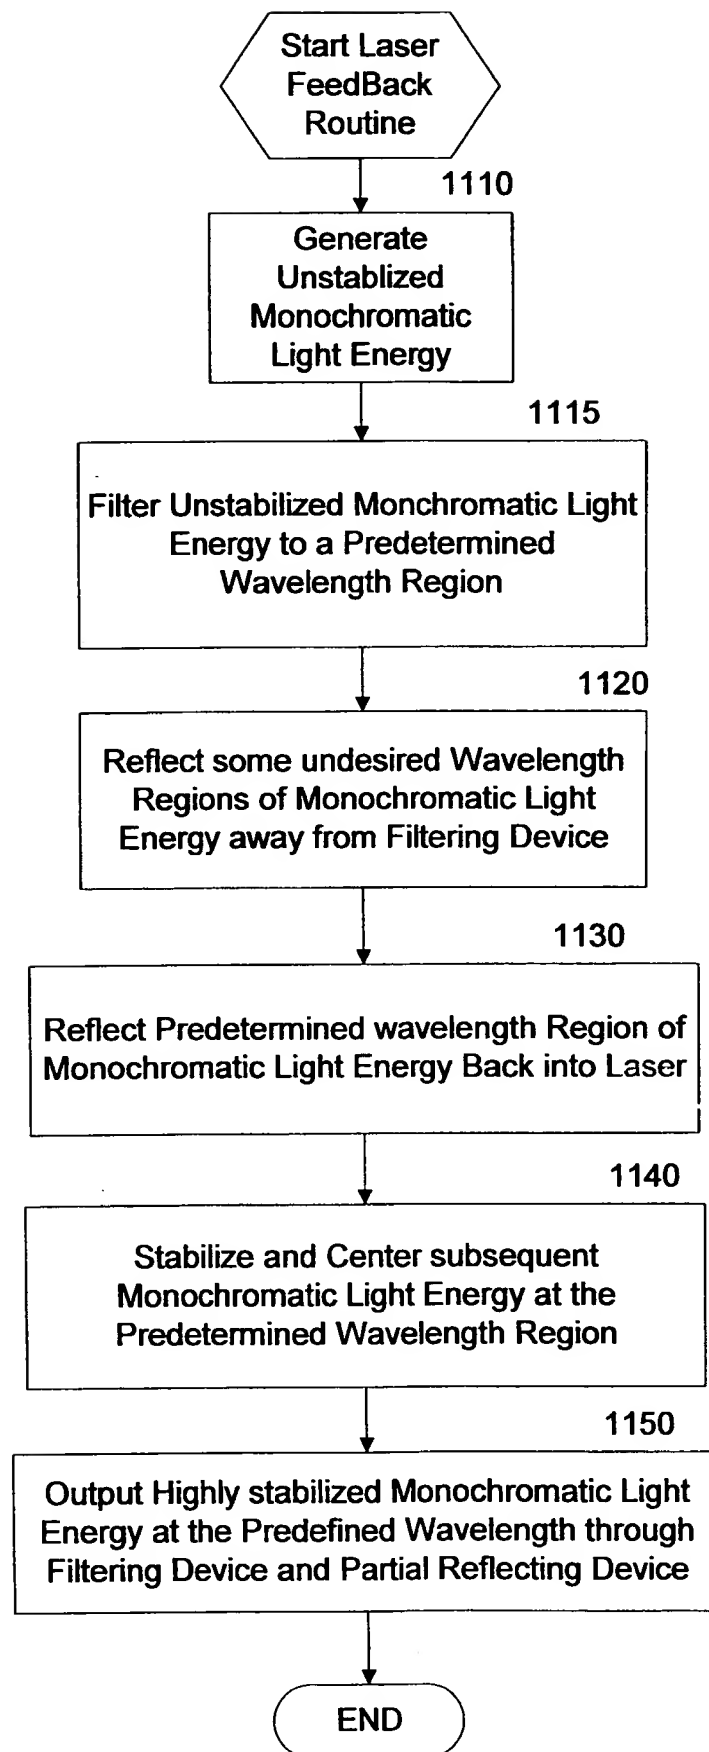 Start Laser
FeedBack
Routine
1110
Generate
Unstablized
Monochromatic
Light Energy
1115
Filter Unstabilized Monchromatic Light
Energy to a Predetermined
Wavelength Region
1120
Reflect some undesired Wavelength
Regions of Monochromatic Light
Energy away from Filtering Device
1130
Reflect Predetermined wavelength Region of
Monochromatic Light Energy Back into Laser
1140
Stabilize and Center subsequent
Monochromatic Light Energy at the
Predetermined Wavelength Region
1150
Output Highly stabilized Monochromatic Light
Energy at the Predefined Wavelength through
Filtering Device and Partial Reflecting Device
END